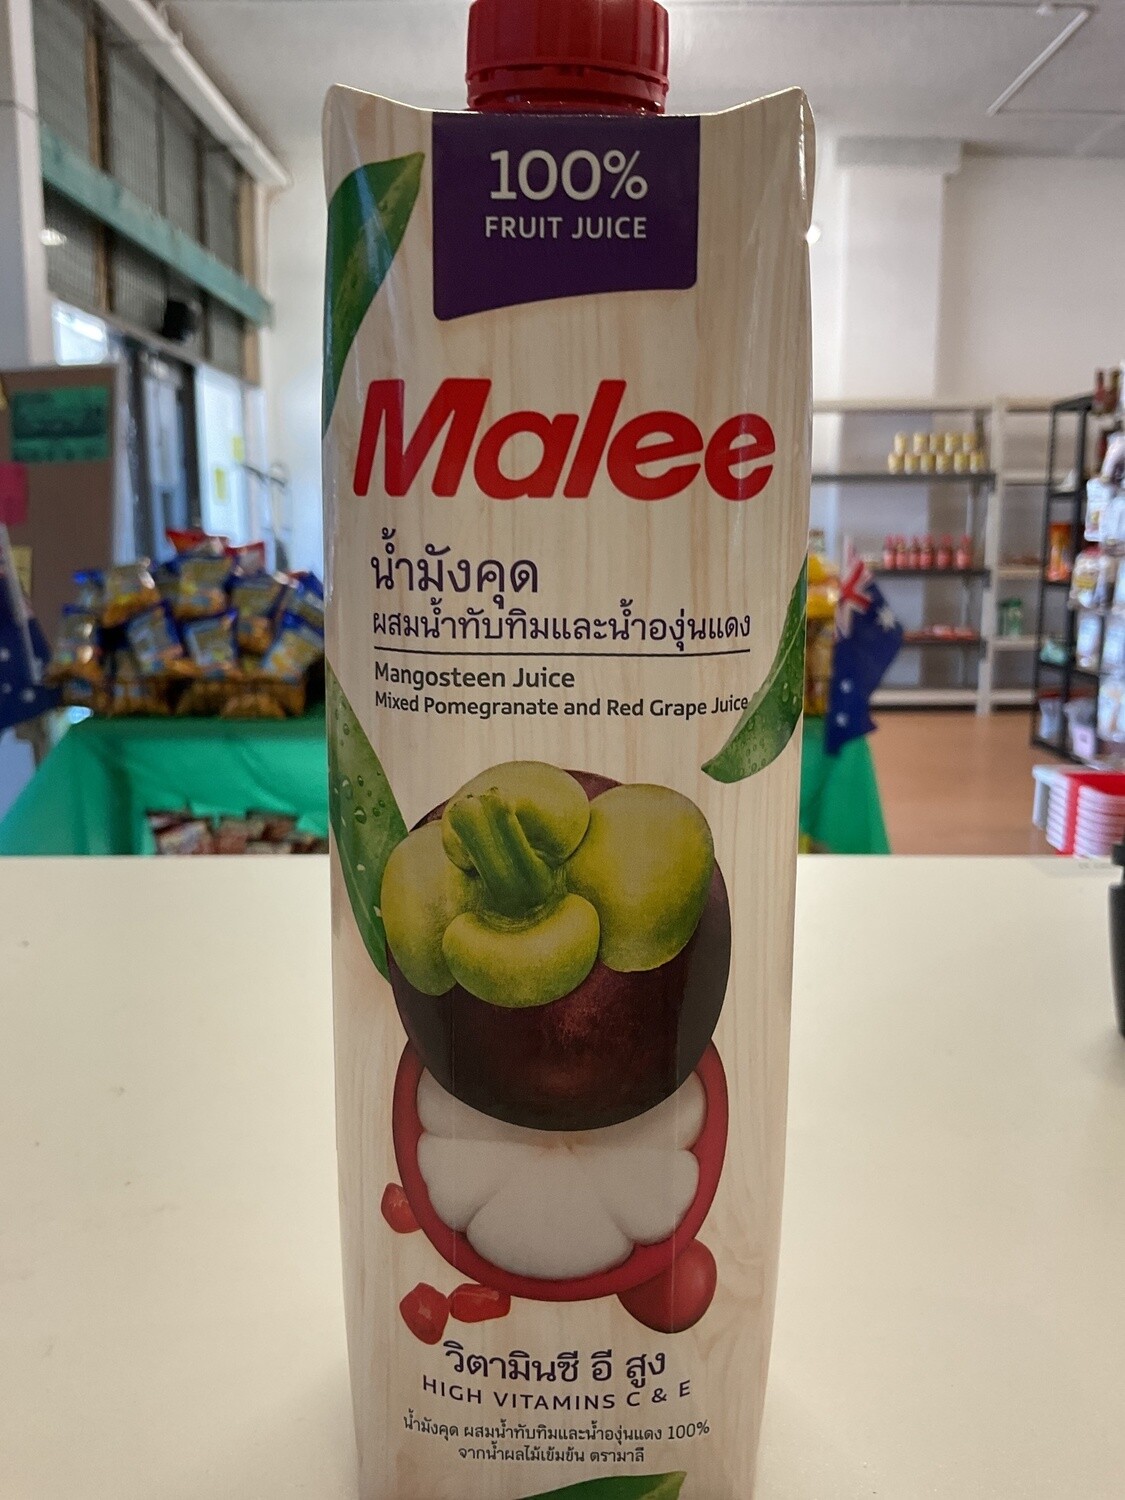 100%
FRUIT JUICE
Malee
น้ำมังคุด
ผสมน้ำทับทิมและน้ำองุ่นแดง
Mangosteen Juice
Mixed Pomegranate and Red Grape Juice
วิตามินซี อี สูง
HIGH VITAMINS C & E
น้ำมังคุด ผสมน้ำทับทิมและน้ำองุ่นแดง 100%
จากน้ำผลไม้เข้มข้น ตรามาลี